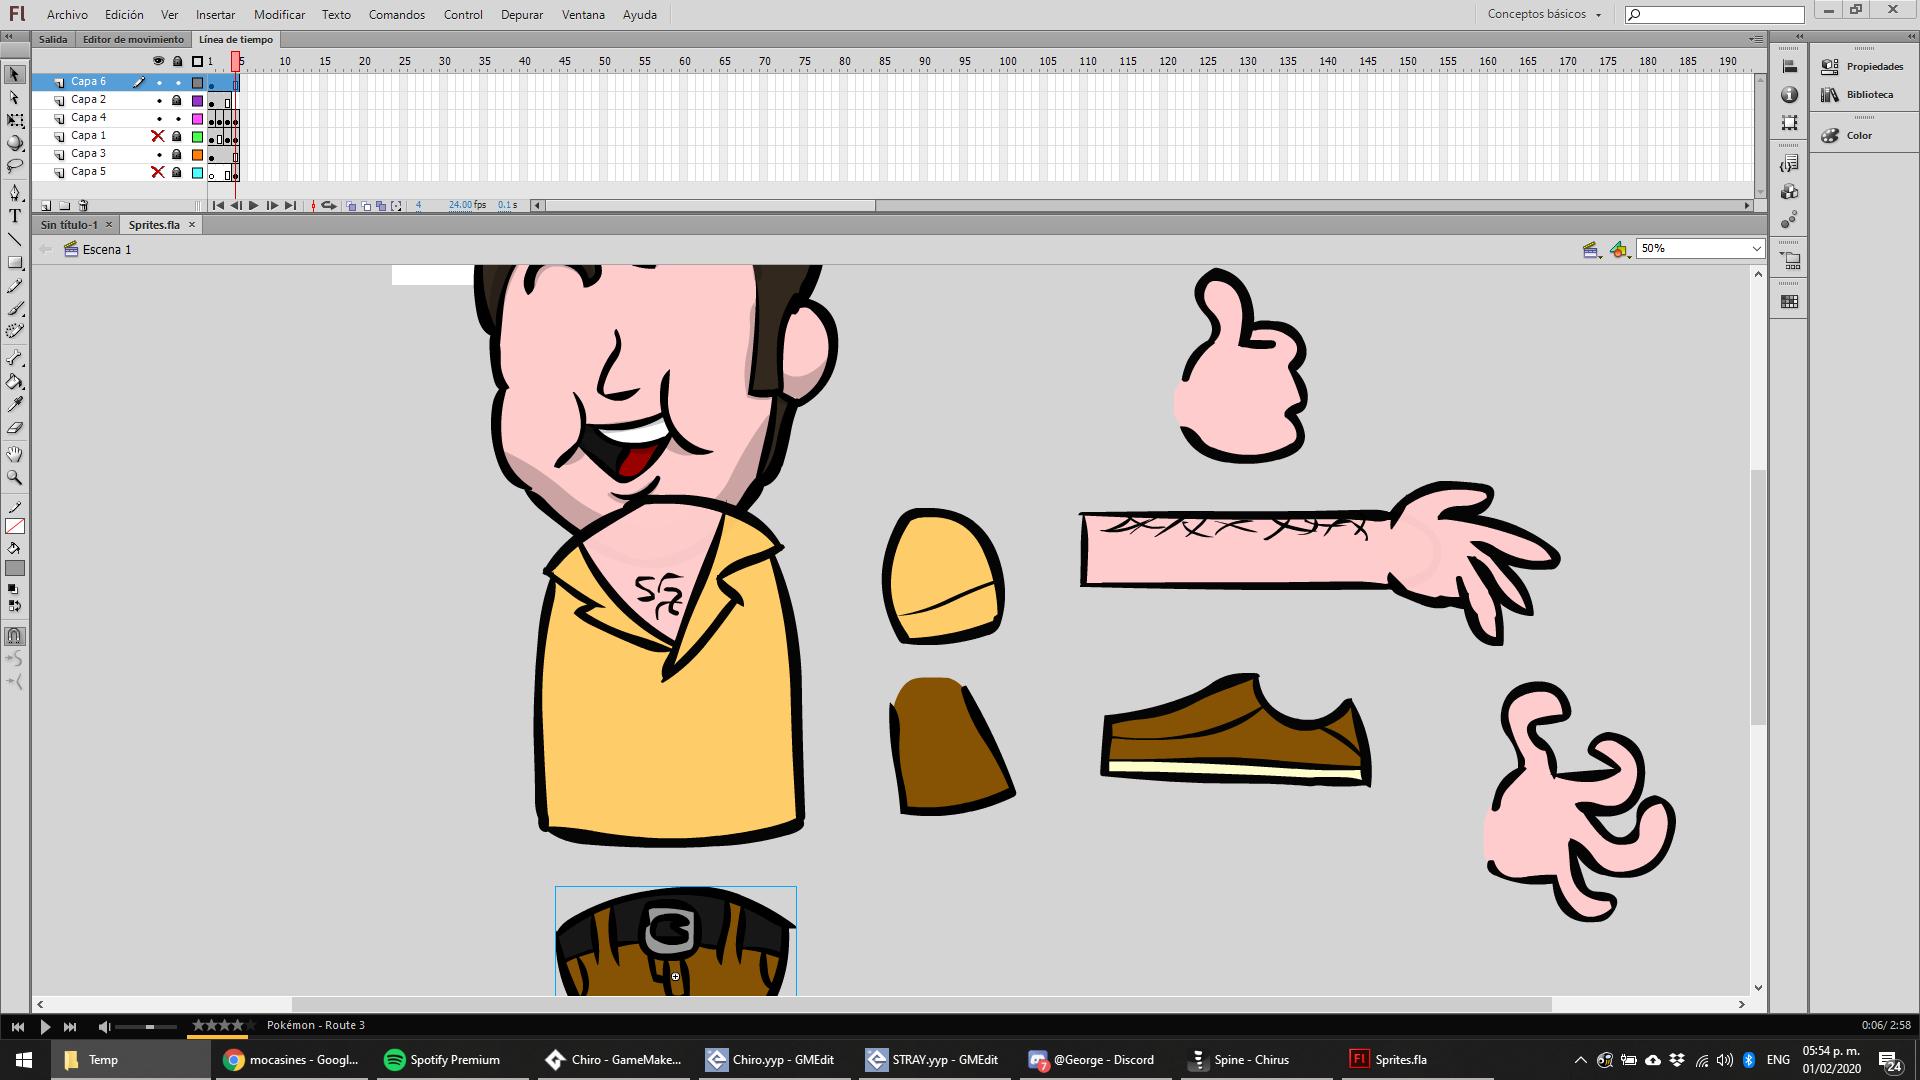 Fl Archivo Edición Ver Insertar Modificar Texto Comandos Control Depurar Ventana Ayuda Conceptos básicos
Salida Editor de movimiento Línea de tiempo
1 5 10 15 20 25 30 35 40 45 50 55 60 65 70 75 80 85 90 95 100 105 110 115 120 125 130 135 140 145 150 155 160 165 170 175 180 185 190
Capa 6
Capa 2
Capa 4
Capa 1
Capa 3
Capa 5
4 24.00 fps 0.1 s
Propiedades
Biblioteca
Color
Sin título-1 Sprites.fla
Escena 1 50%
Pokémon - Route 3 0:06/ 2:58
Temp mocasines - Googl... Spotify Premium Chiro - GameMake... Chiro.yyp - GMEdit STRAY.yyp - GMEdit @George - Discord Spine - Chirus Sprites.fla ENG 05:54 p. m.
01/02/2020
7
24